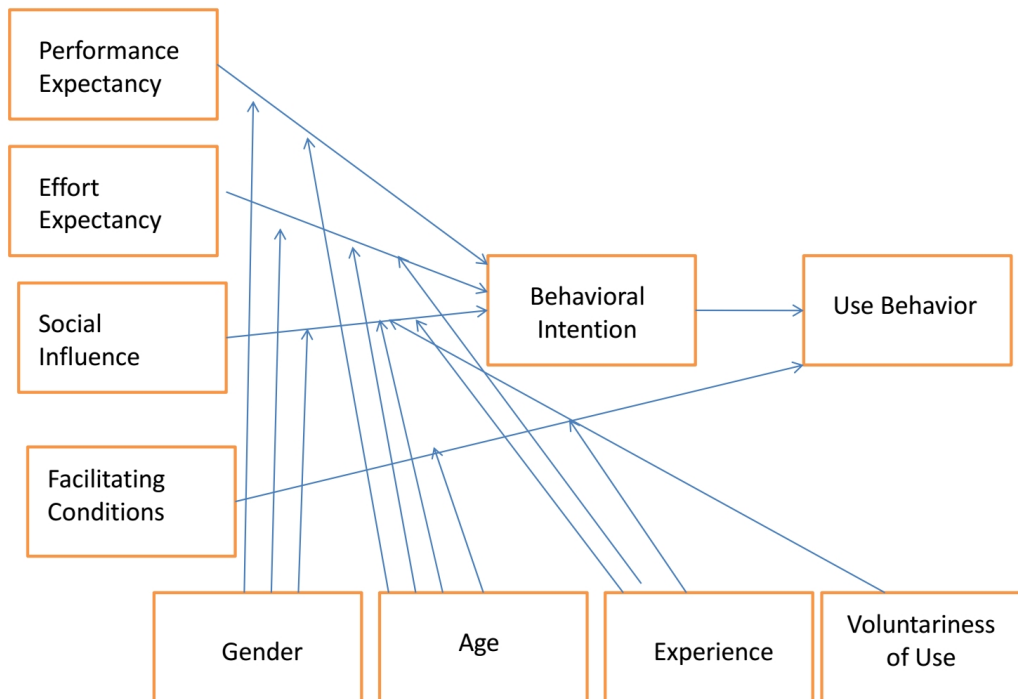 Performance
Expectancy
Effort
Expectancy
Social
Influence
Facilitating
Conditions
Behavioral
Intention
Use Behavior
Gender
Age
Experience
Voluntariness
of Use